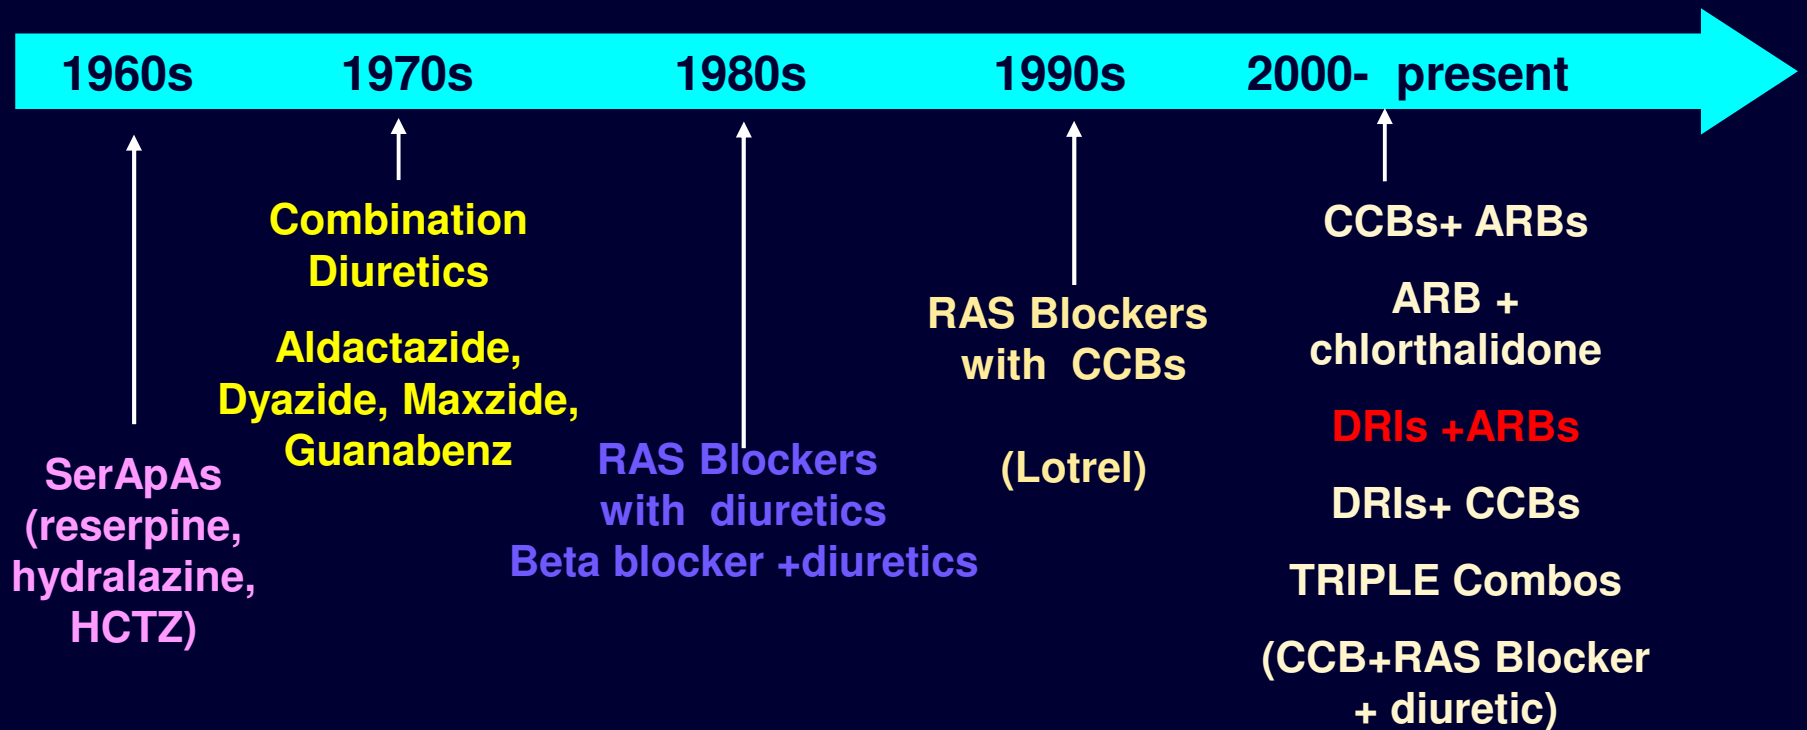 1960s 1970s 1980s 1990s 2000- present
SerApAs
(reserpine,
hydralazine,
HCTZ)
Combination
Diuretics
Aldactazide,
Dyazide, Maxzide,
Guanabenz
RAS Blockers
with diuretics
Beta blocker +diuretics
RAS Blockers
with CCBs
(Lotrel)
CCBs+ ARBs
ARB +
chlorthalidone
DRIs +ARBs
DRIs+ CCBs
TRIPLE Combos
(CCB+RAS Blocker
+ diuretic)